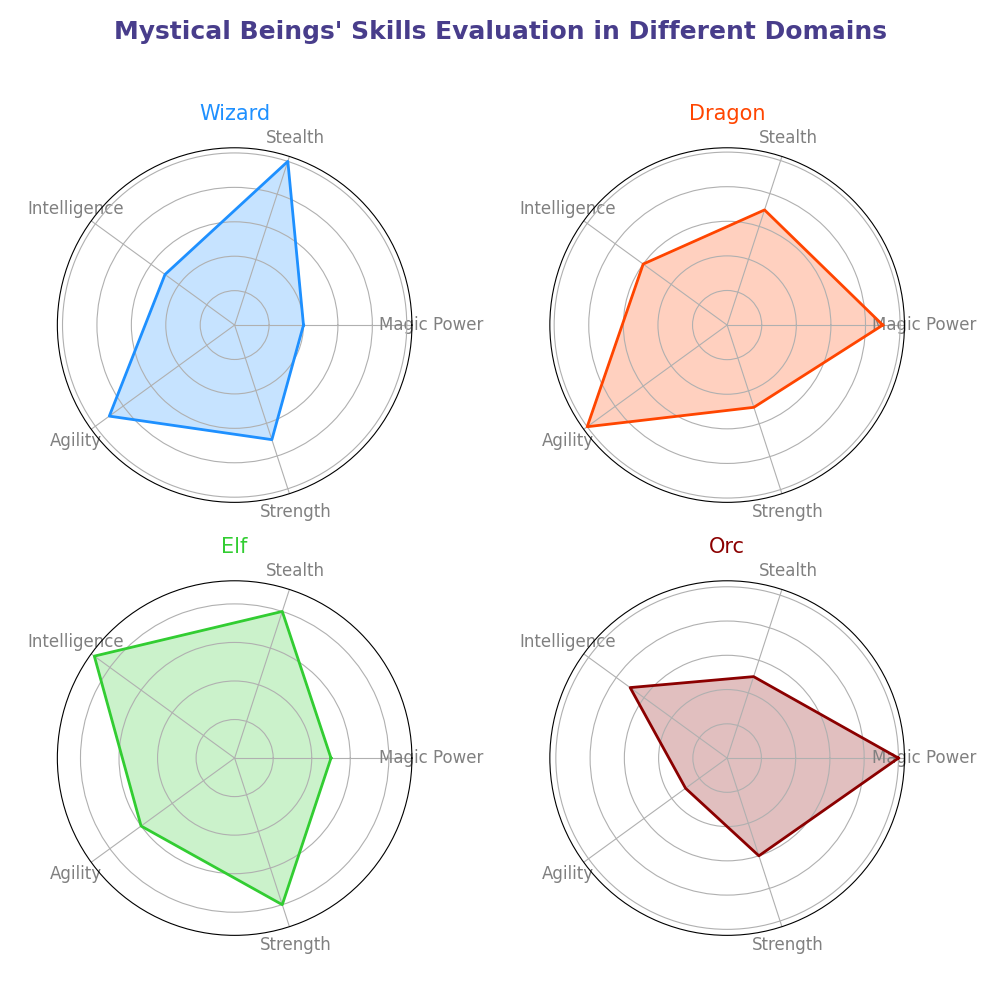 Mystical Beings' Skills Evaluation in Different Domains
Wizard
Stealth
Intelligence
Magic Power
Agility
Strength
Dragon
Stealth
Intelligence
Magic Power
Agility
Strength
Elf
Stealth
Intelligence
Magic Power
Agility
Strength
Orc
Stealth
Intelligence
Magic Power
Agility
Strength